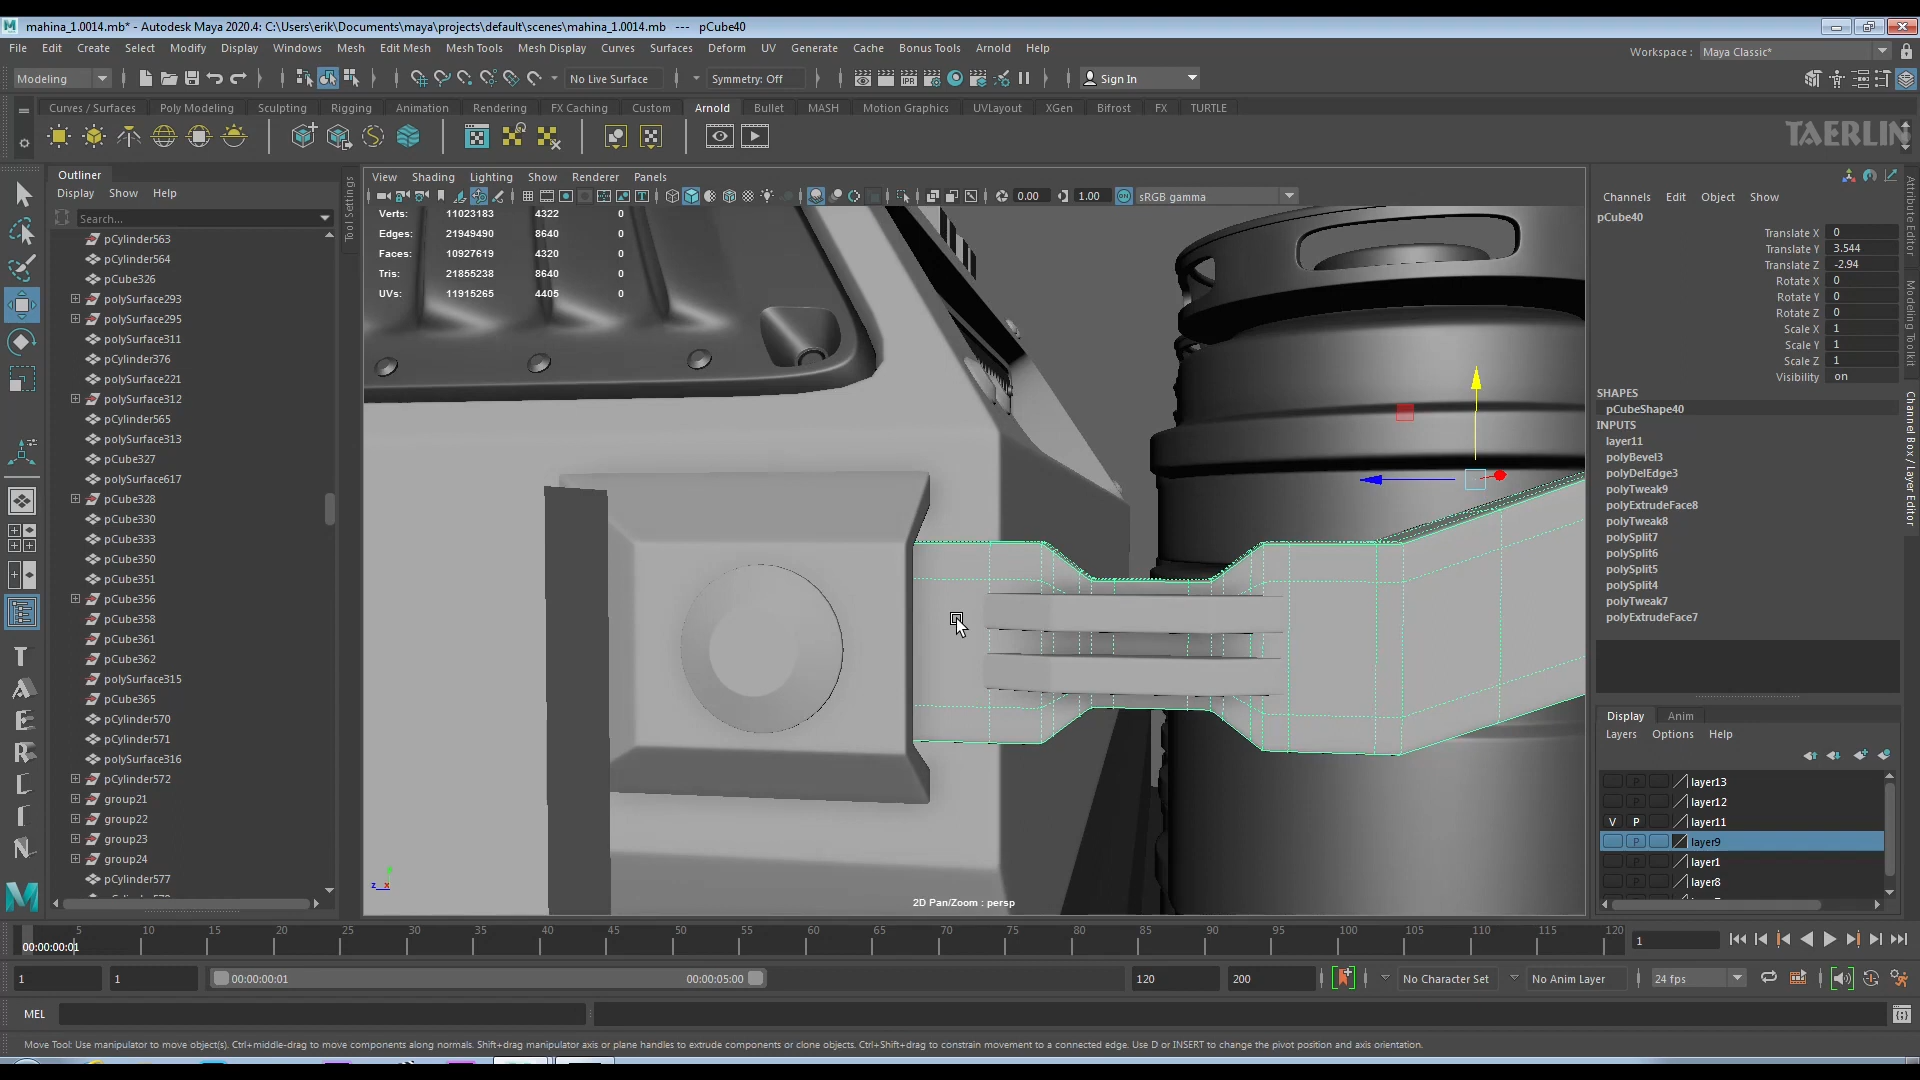 mahina_1.0014.mb* - Autodesk Maya 2020.4: C:\Users\erik\Documents\maya\projects\default\scenes\mahina_1.0014.mb --- pCube40
File Edit Create Select Modify Display Windows Mesh Edit Mesh Mesh Tools Mesh Display Curves Surfaces Deform UV Generate Cache Bonus Tools Arnold Help
Workspace : Maya Classic*
Modeling
No Live Surface
Symmetry: Off
Sign In
Curves / Surfaces Poly Modeling Sculpting Rigging Animation Rendering FX Caching Custom Arnold Bullet MASH Motion Graphics UVLayout XGen Bifrost FX TURTLE
TAERLIN
Outliner
Display Show Help
Search...
pCylinder563
pCylinder564
pCube326
polySurface293
polySurface295
polySurface311
pCylinder376
polySurface221
polySurface312
pCylinder565
polySurface313
pCube327
polySurface617
pCube328
pCube330
pCube333
pCube350
pCube351
pCube356
pCube358
pCube361
pCube362
polySurface315
pCube365
pCylinder570
pCylinder571
polySurface316
pCylinder572
group21
group22
group23
group24
pCylinder577
Tool Settings
View Shading Lighting Show Renderer Panels
0.00
1.00
ON
sRGB gamma
Verts: 11023183 4322 0
Edges: 21949490 8640 0
Faces: 10927619 4320 0
Tris: 21855238 8640 0
UVs: 11915265 4405 0
z x
y
2D Pan/Zoom : persp
Channels Edit Object Show
pCube40
Translate X 0
Translate Y 3.544
Translate Z -2.94
Rotate X 0
Rotate Y 0
Rotate Z 0
Scale X 1
Scale Y 1
Scale Z 1
Visibility on
SHAPES
pCubeShape40
INPUTS
layer11
polyBevel3
polyDelEdge3
polyTweak9
polyExtrudeFace8
polyTweak8
polySplit7
polySplit6
polySplit5
polySplit4
polyTweak7
polyExtrudeFace7
Attribute Editor
Modeling Toolkit
Channel Box / Layer Editor
Display Anim
Layers Options Help
P layer13
P layer12
V P layer11
P layer9
P layer1
P layer8
5 10 15 20 25 30 35 40 45 50 55 60 65 70 75 80 85 90 95 100 105 110 115 120
00:00:00:01
1
1 1 00:00:00:01 00:00:05:00 120 200 No Character Set No Anim Layer 24 fps
MEL
Move Tool: Use manipulator to move object(s). Ctrl+middle-drag to move components along normals. Shift+drag manipulator axis or plane handles to extrude components or clone objects. Ctrl+Shift+drag to constrain movement to a connected edge. Use D or INSERT to change the pivot position and axis orientation.